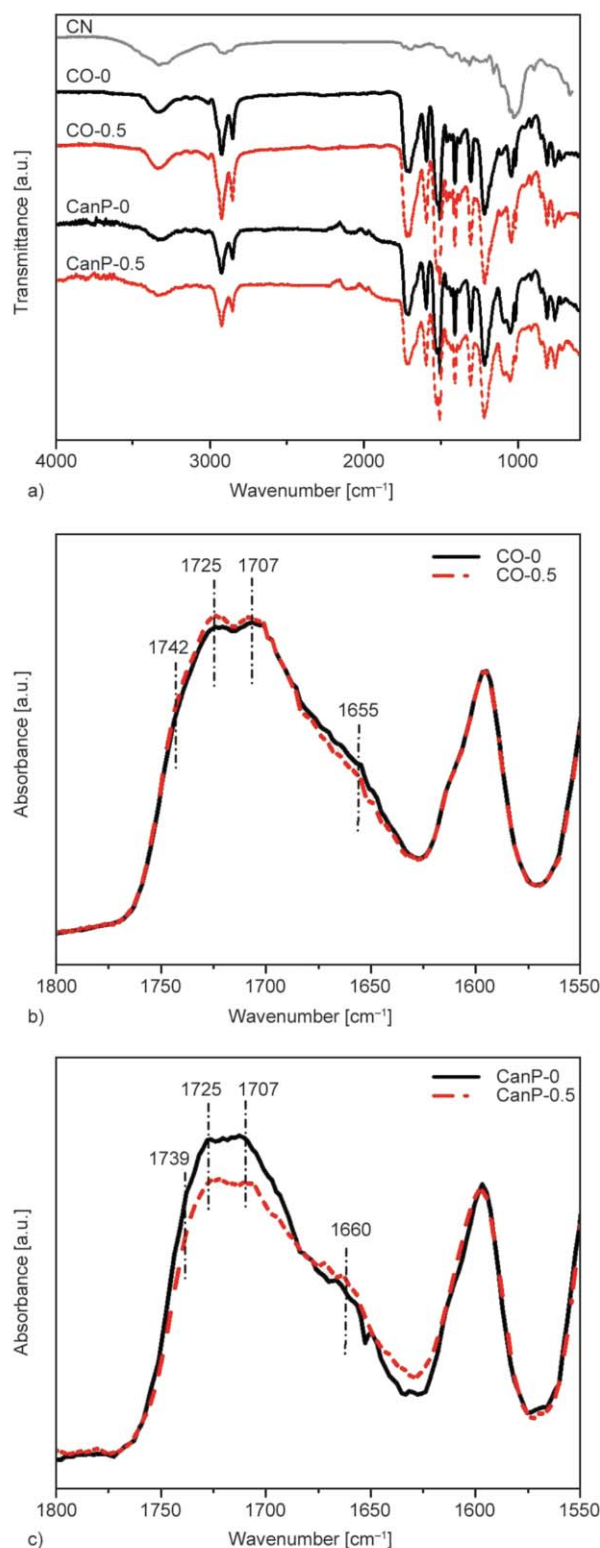 CN
CO-0
CO-0.5
CanP-0
CanP-0.5
Transmittance [a.u.]
4000 3000 2000 1000
Wavenumber [cm⁻¹]
a)
1725 1707
1742
1655
CO-0
CO-0.5
Absorbance [a.u.]
1800 1750 1700 1650 1600 1550
Wavenumber [cm⁻¹]
b)
1725 1707
1739
1660
CanP-0
CanP-0.5
Absorbance [a.u.]
1800 1750 1700 1650 1600 1550
Wavenumber [cm⁻¹]
c)